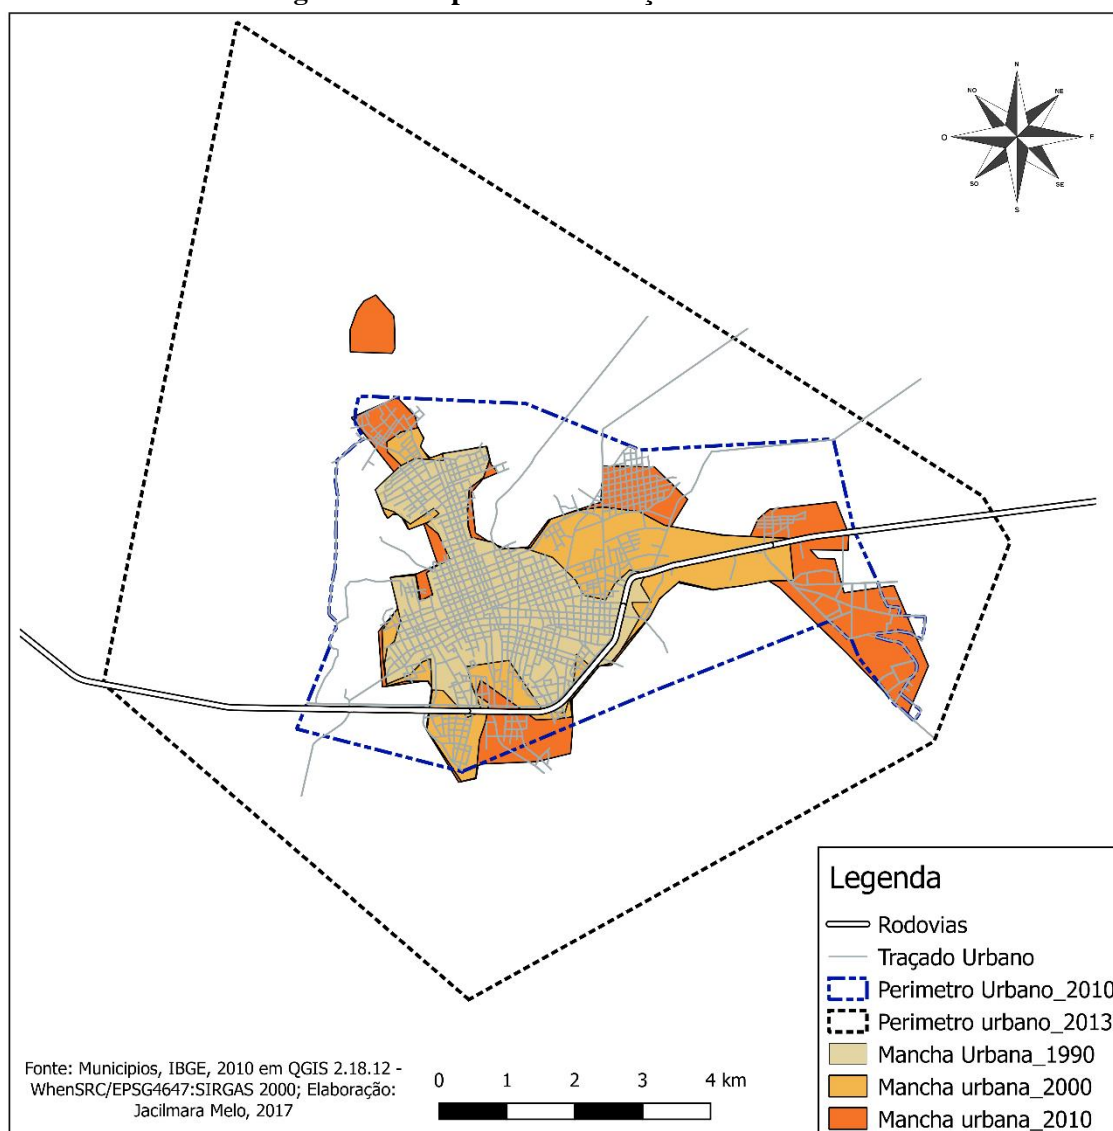 N
NO
NE
O
E
SO
SE
S
Legenda
Rodovias
Traçado Urbano
Perimetro Urbano_2010
Perimetro urbano_2013
Mancha Urbana_1990
Mancha urbana_2000
Mancha urbana_2010
Fonte: Municipios, IBGE, 2010 em QGIS 2.18.12 -
WhenSRC/EPSG4647:SIRGAS 2000; Elaboração:
Jacilmara Melo, 2017
0 1 2 3 4 km